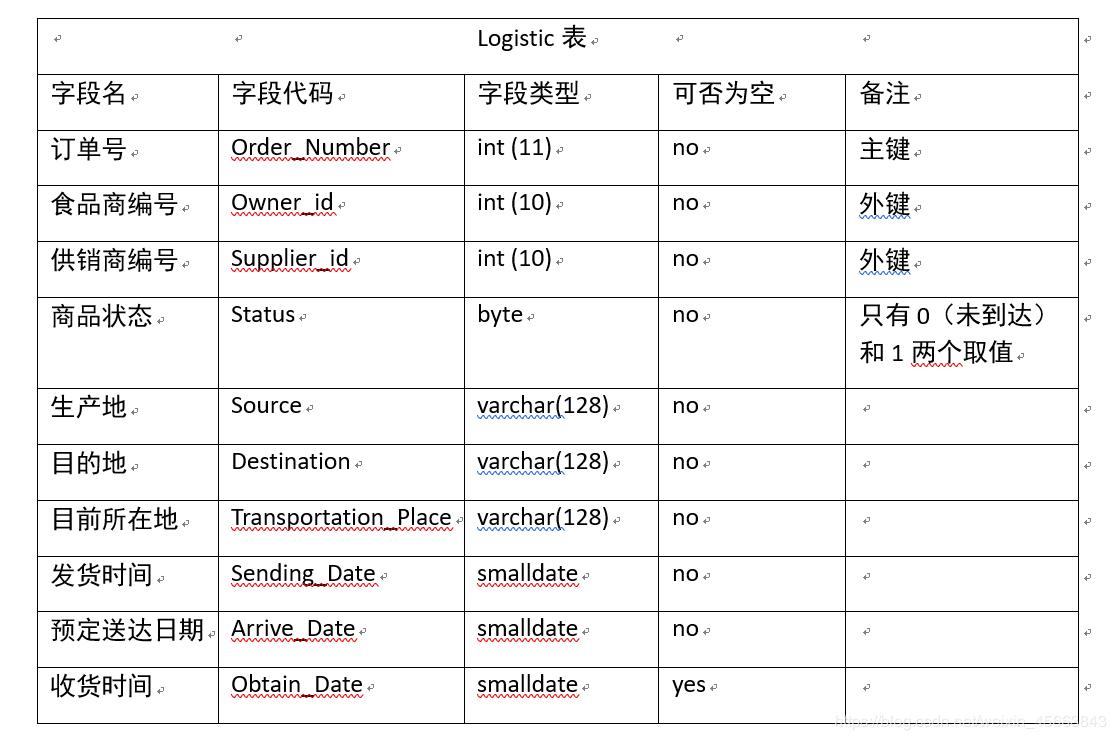 Logistic 表
字段名 字段代码 字段类型 可否为空 备注
订单号 Order_Number int (11) no 主键
食品商编号 Owner_id int (10) no 外键
供销商编号 Supplier_id int (10) no 外键
商品状态 Status byte no 只有 0（未到达）
和 1 两个取值
生产地 Source varchar(128) no
目的地 Destination varchar(128) no
目前所在地 Transportation_Place varchar(128) no
发货时间 Sending_Date smalldate no
预定送达日期 Arrive_Date smalldate no
收货时间 Obtain_Date smalldate yes